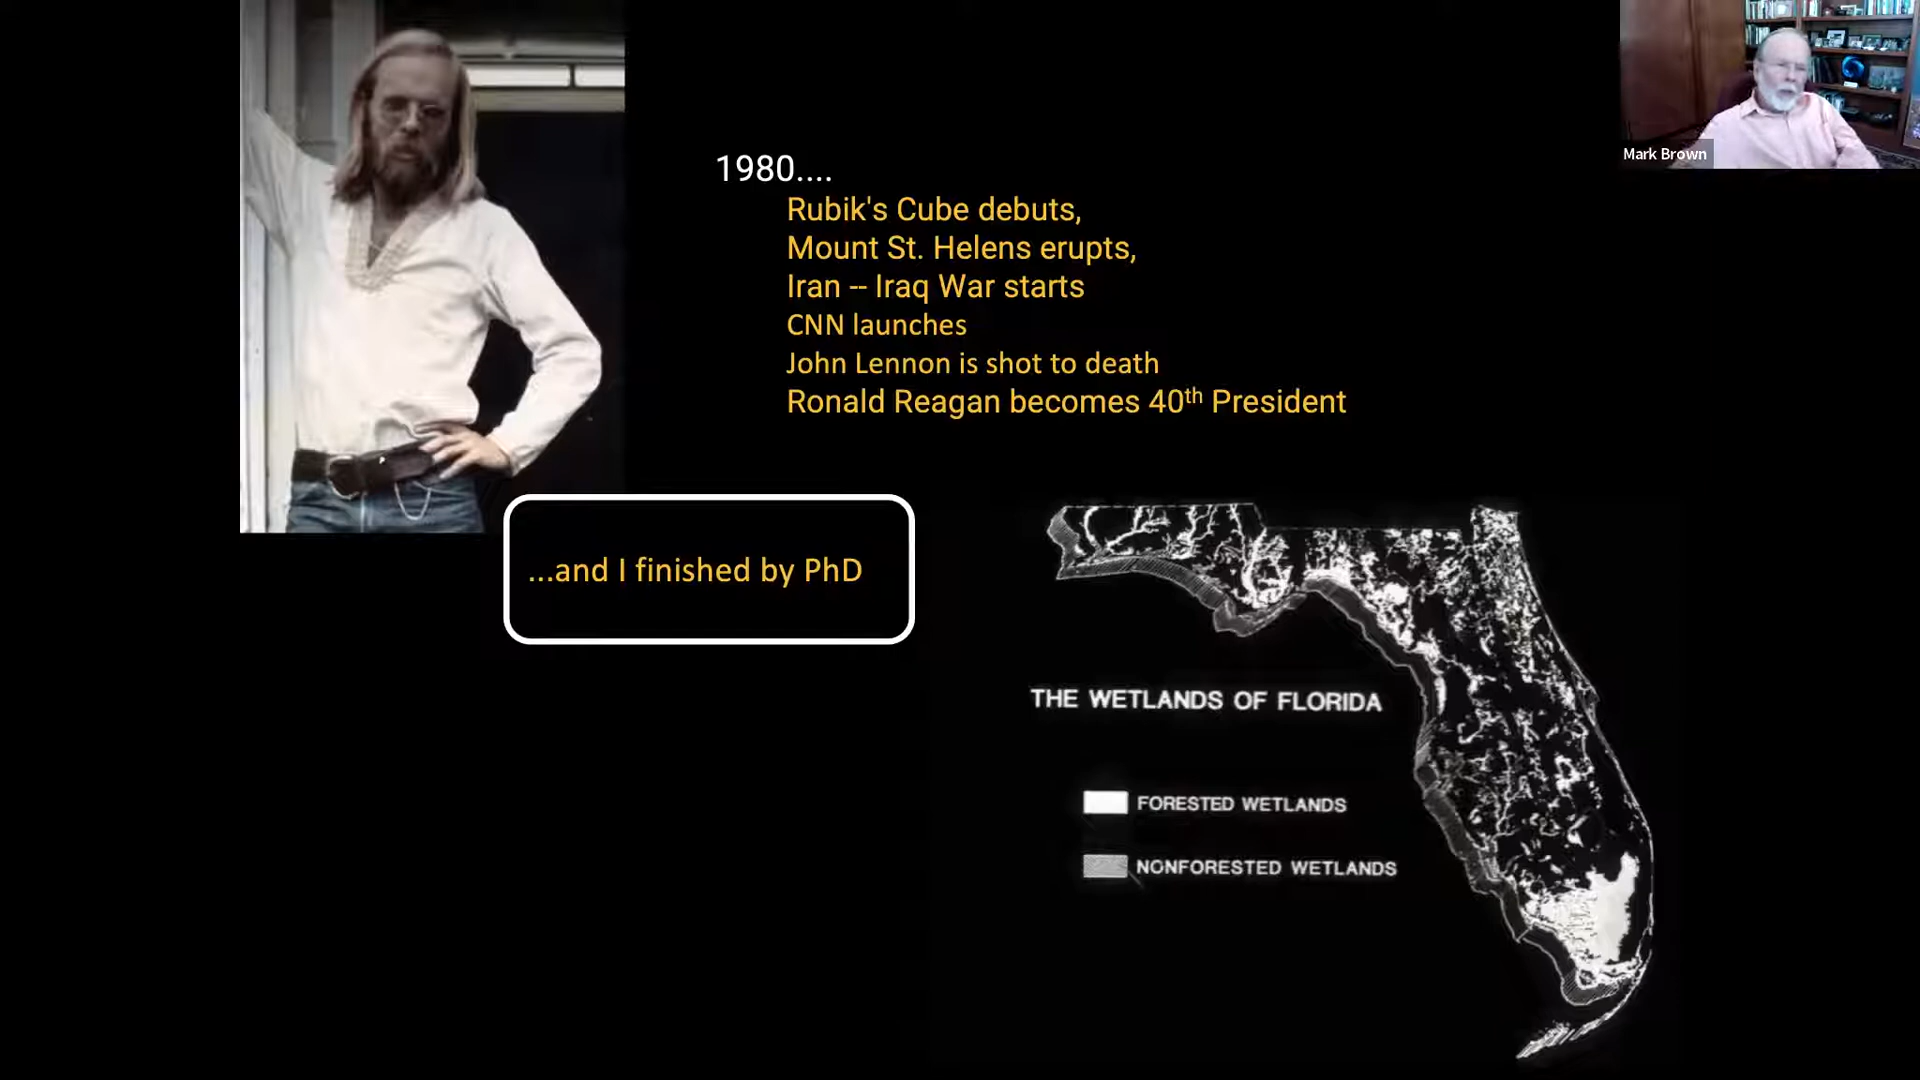 Mark Brown
1980....
Rubik's Cube debuts,
Mount St. Helens erupts,
Iran -- Iraq War starts
CNN launches
John Lennon is shot to death
Ronald Reagan becomes 40th President
...and I finished by PhD
THE WETLANDS OF FLORIDA
FORESTED WETLANDS
NONFORESTED WETLANDS